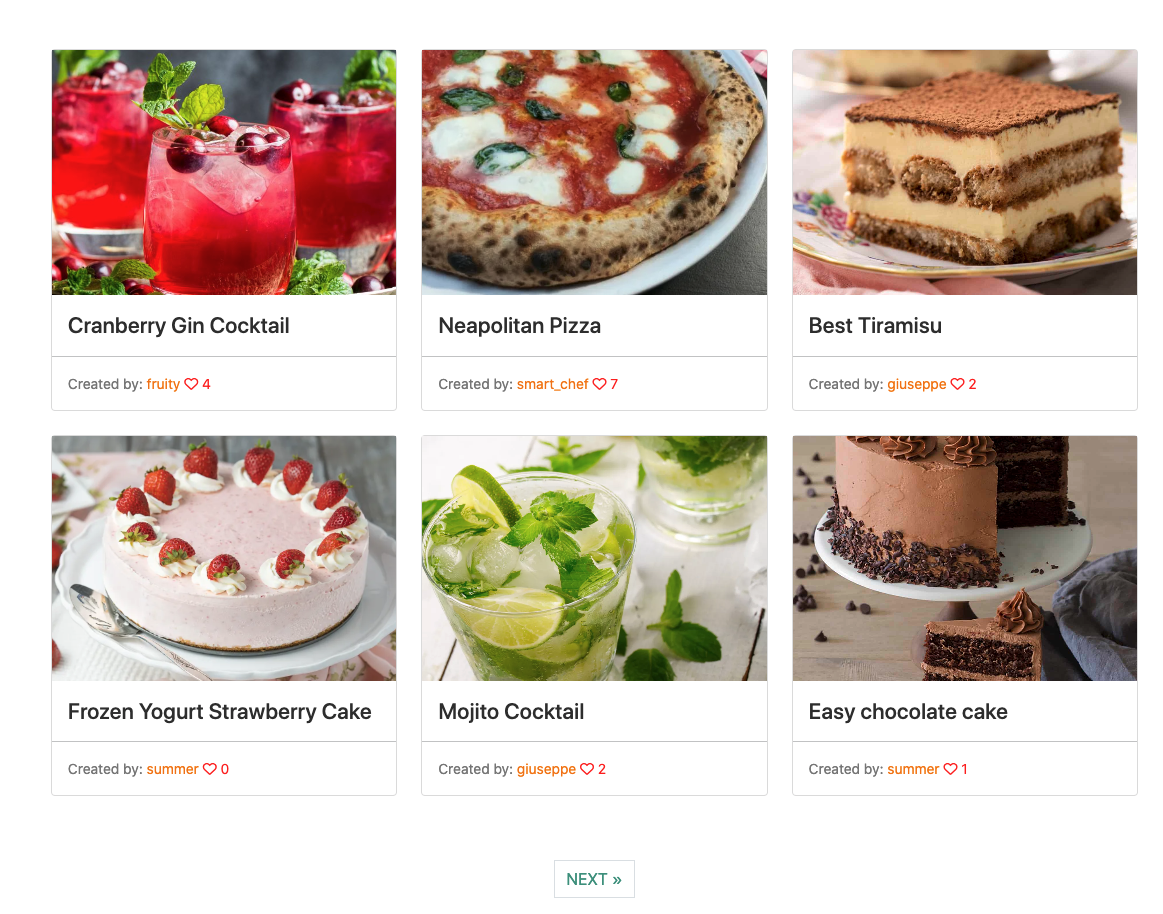 Cranberry Gin Cocktail
Created by: fruity ♡ 4
Neapolitan Pizza
Created by: smart_chef ♡ 7
Best Tiramisu
Created by: giuseppe ♡ 2
Frozen Yogurt Strawberry Cake
Created by: summer ♡ 0
Mojito Cocktail
Created by: giuseppe ♡ 2
Easy chocolate cake
Created by: summer ♡ 1
NEXT »